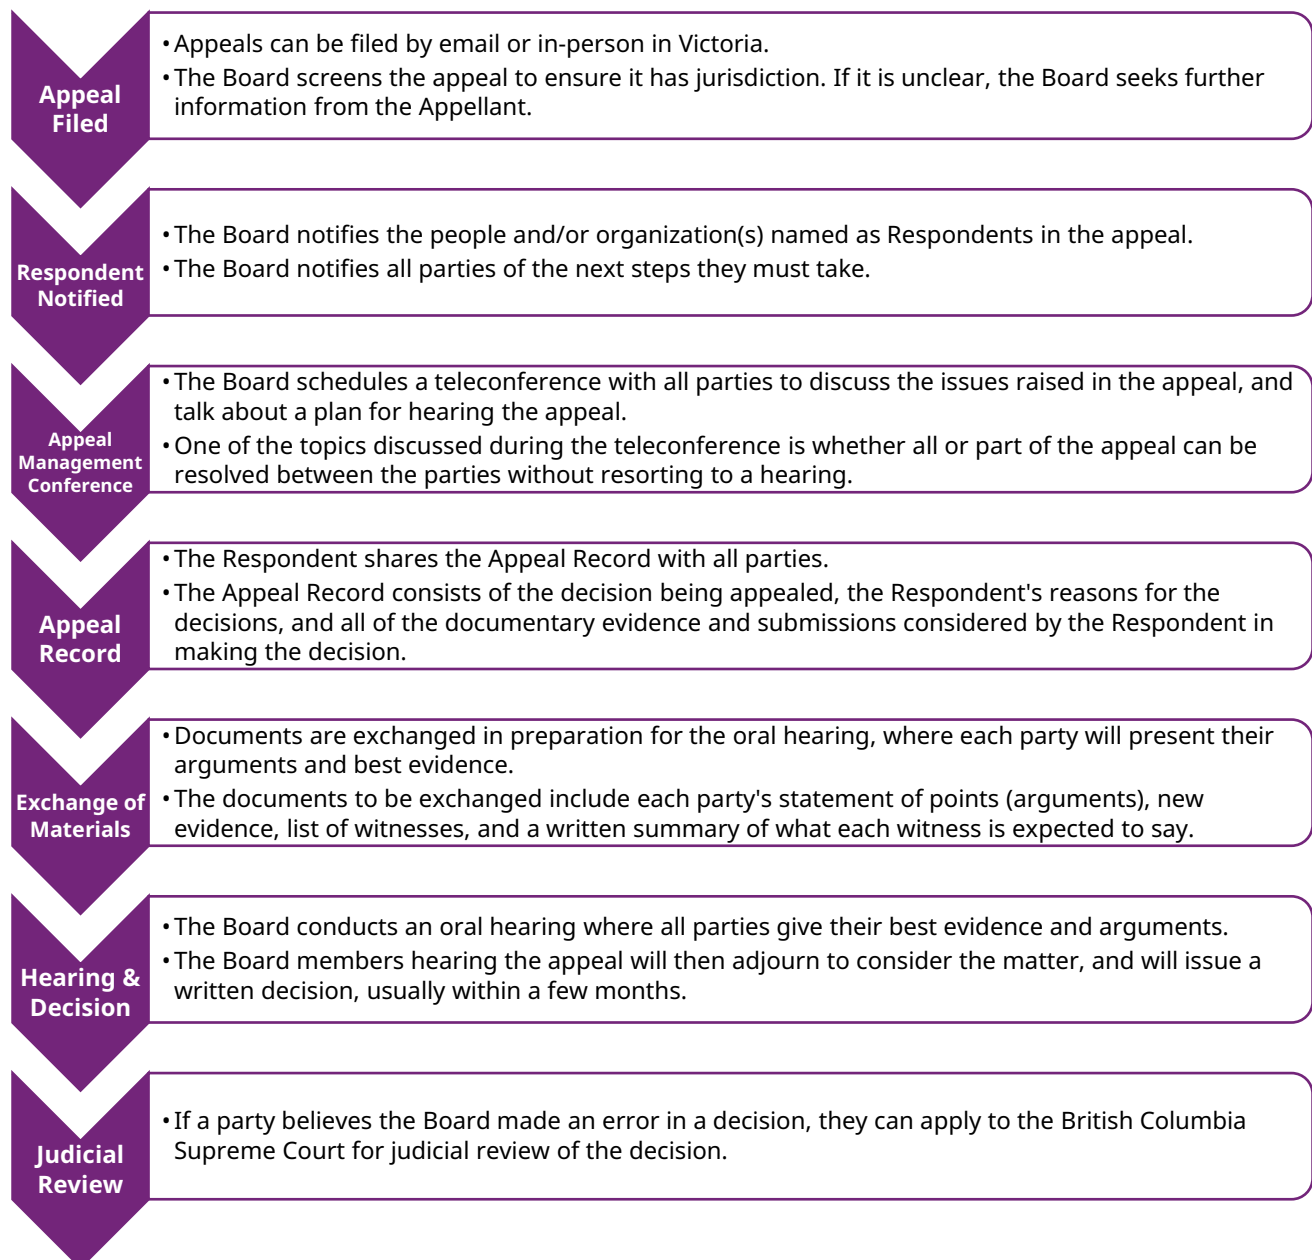 Appeal
Filed
•Appeals can be filed by email or in-person in Victoria.
•The Board screens the appeal to ensure it has jurisdiction. If it is unclear, the Board seeks further
information from the Appellant.
Respondent
Notified
•The Board notifies the people and/or organization(s) named as Respondents in the appeal.
•The Board notifies all parties of the next steps they must take.
Appeal
Management
Conference
•The Board schedules a teleconference with all parties to discuss the issues raised in the appeal, and
talk about a plan for hearing the appeal.
•One of the topics discussed during the teleconference is whether all or part of the appeal can be
resolved between the parties without resorting to a hearing.
Appeal
Record
•The Respondent shares the Appeal Record with all parties.
•The Appeal Record consists of the decision being appealed, the Respondent's reasons for the
decisions, and all of the documentary evidence and submissions considered by the Respondent in
making the decision.
Exchange of
Materials
•Documents are exchanged in preparation for the oral hearing, where each party will present their
arguments and best evidence.
•The documents to be exchanged include each party's statement of points (arguments), new
evidence, list of witnesses, and a written summary of what each witness is expected to say.
Hearing &
Decision
•The Board conducts an oral hearing where all parties give their best evidence and arguments.
•The Board members hearing the appeal will then adjourn to consider the matter, and will issue a
written decision, usually within a few months.
Judicial
Review
•If a party believes the Board made an error in a decision, they can apply to the British Columbia
Supreme Court for judicial review of the decision.